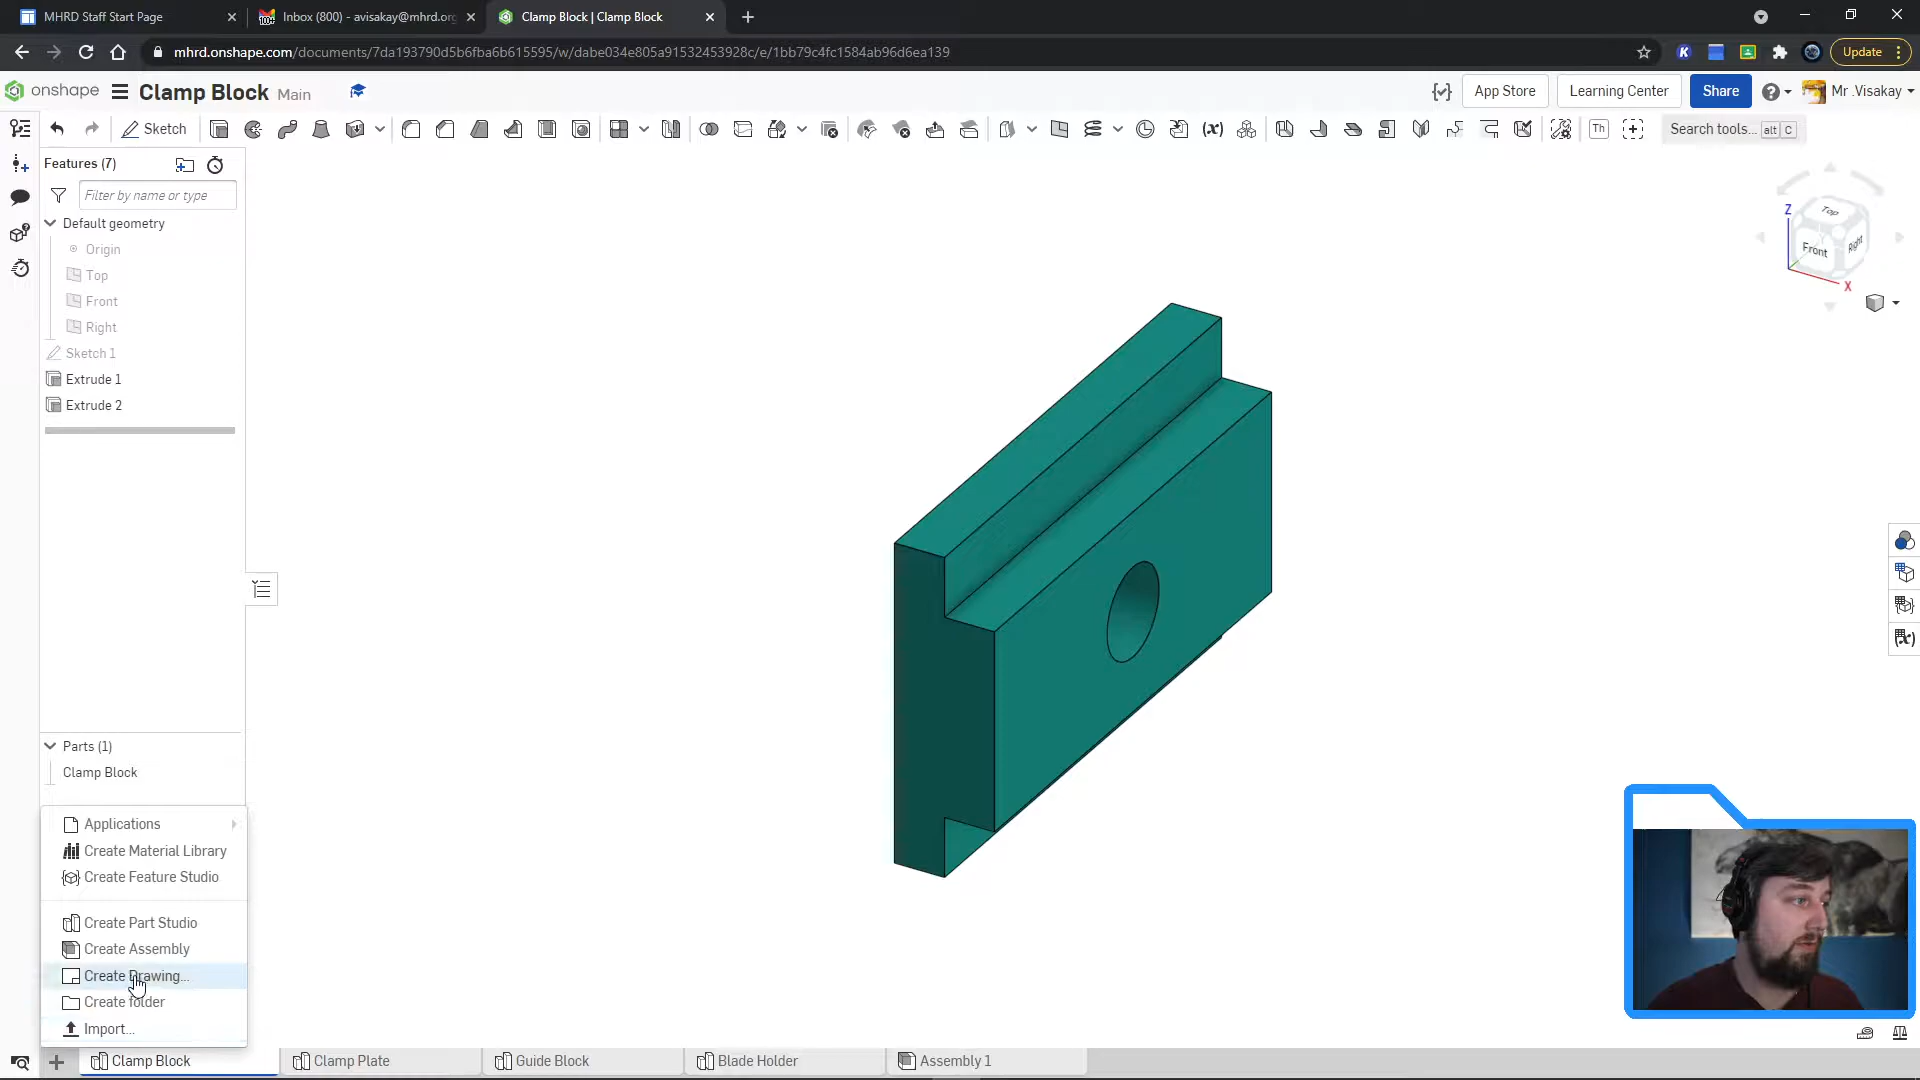 MHRD Staff Start Page
Inbox (800) - avisakay@mhrd.org
Clamp Block | Clamp Block
mhrd.onshape.com/documents/7da193790d5b6fba6b615595/w/dabe034e805a91532453928c/e/1bb79c4fc1584ab96d6ea139
Update
onshape
Clamp Block Main
App Store
Learning Center
Share
Mr .Visakay
Sketch
Th
Search tools... alt C
Features (7)
Filter by name or type
Default geometry
Origin
Top
Front
Right
Sketch 1
Extrude 1
Extrude 2
Z
Top
Front
Right
X
Parts (1)
Clamp Block
Applications
Create Material Library
Create Feature Studio
Create Part Studio
Create Assembly
Create Drawing...
Create folder
Import...
Clamp Block
Clamp Plate
Guide Block
Blade Holder
Assembly 1